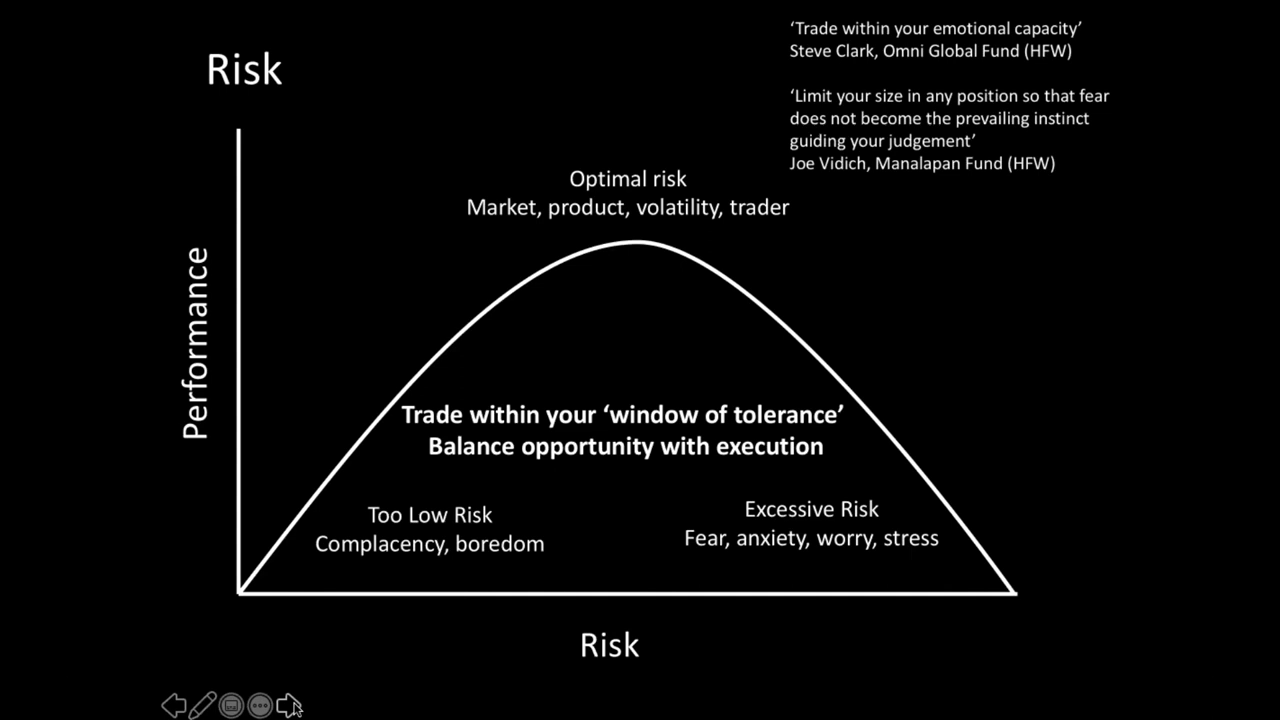 Risk
‘Trade within your emotional capacity’
Steve Clark, Omni Global Fund (HFW)
‘Limit your size in any position so that fear
does not become the prevailing instinct
guiding your judgement’
Joe Vidich, Manalapan Fund (HFW)
Optimal risk
Market, product, volatility, trader
Performance
Trade within your ‘window of tolerance’
Balance opportunity with execution
Too Low Risk
Complacency, boredom
Excessive Risk
Fear, anxiety, worry, stress
Risk